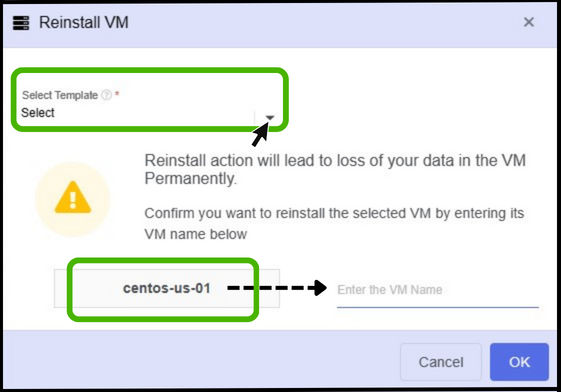 Reinstall VM
Select Template ? *
Select
Reinstall action will lead to loss of your data in the VM
Permanently.
Confirm you want to reinstall the selected VM by entering its
VM name below
centos-us-01
Enter the VM Name
Cancel
OK